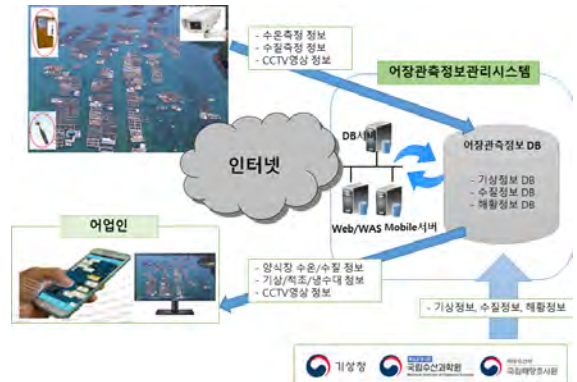 - 수온측정 정보
- 수질측정 정보
- CCTV영상 정보
어장관측정보관리시스템
DB서버
어장관측정보 DB
인터넷
- 기상정보 DB
- 수질정보 DB
- 해황정보 DB
Web/WAS Mobile서버
어업인
- 양식장 수온/수질 정보
- 기상/적조/냉수대 정보
- CCTV영상 정보
- 기상정보, 수질정보, 해황정보
기상청
국립수산과학원
국립해양조사원